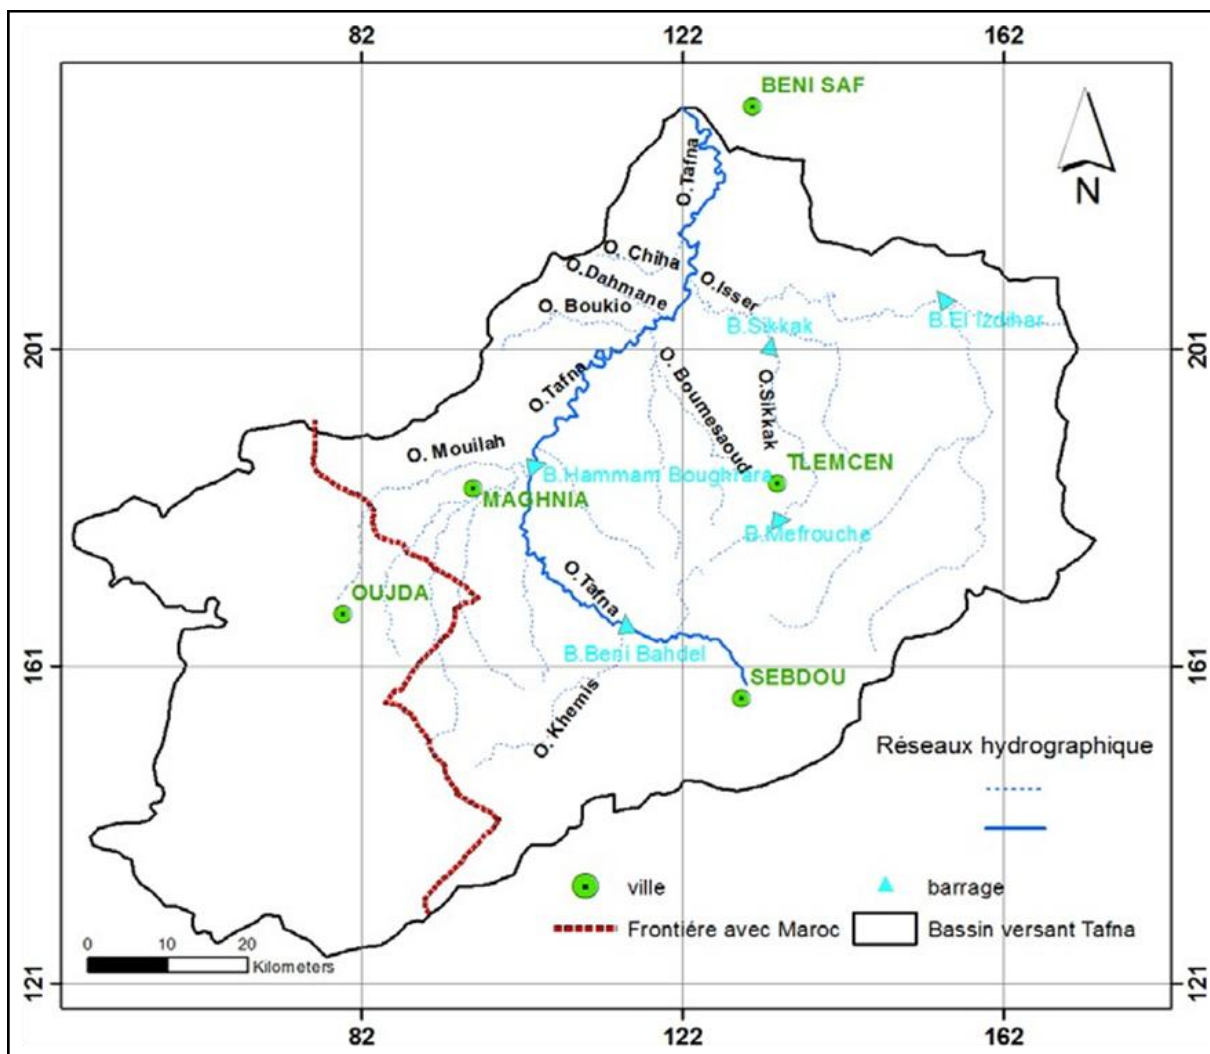 82 122 162
BENI SAF
N
O.Tafna
O. Chiha
O.Dahmane
O.Isser
O. Boukio
B.Sikkak
B.El Izdihar
201 201
O.Tafna
O. Boumesaoud
O.Sikkak
O. Mouilah
TLEMCEN
B.Hammam Boughrara
MAGHNIA
B.Mefrouche
O. Tafna
OUJDA
B.Beni Bahdel
161 161
SEBDOU
O. Khemis
Réseaux hydrographique
ville
barrage
Frontiére avec Maroc
Bassin versant Tafna
0 10 20
Kilometers
121 121
82 122 162